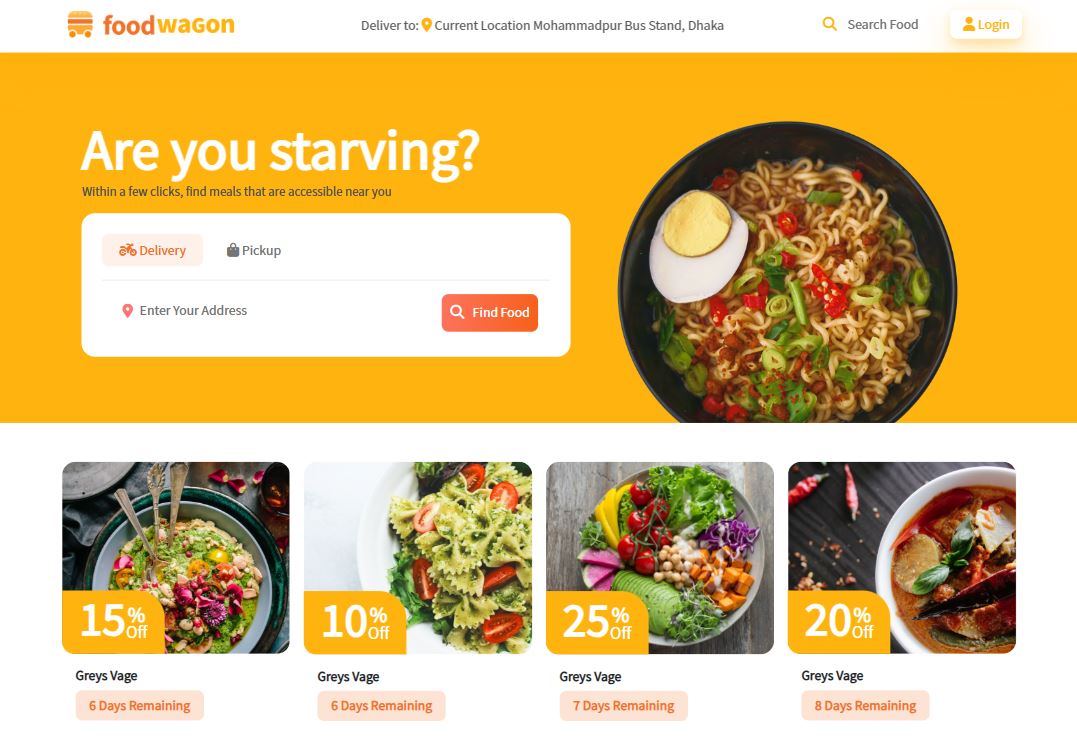 foodwaGon
Deliver to: Current Location Mohammadpur Bus Stand, Dhaka
Search Food
Login
Are you starving?
Within a few clicks, find meals that are accessible near you
Delivery
Pickup
Enter Your Address
Find Food
15% Off
10% Off
25% Off
20% Off
Greys Vage
Greys Vage
Greys Vage
Greys Vage
6 Days Remaining
6 Days Remaining
7 Days Remaining
8 Days Remaining